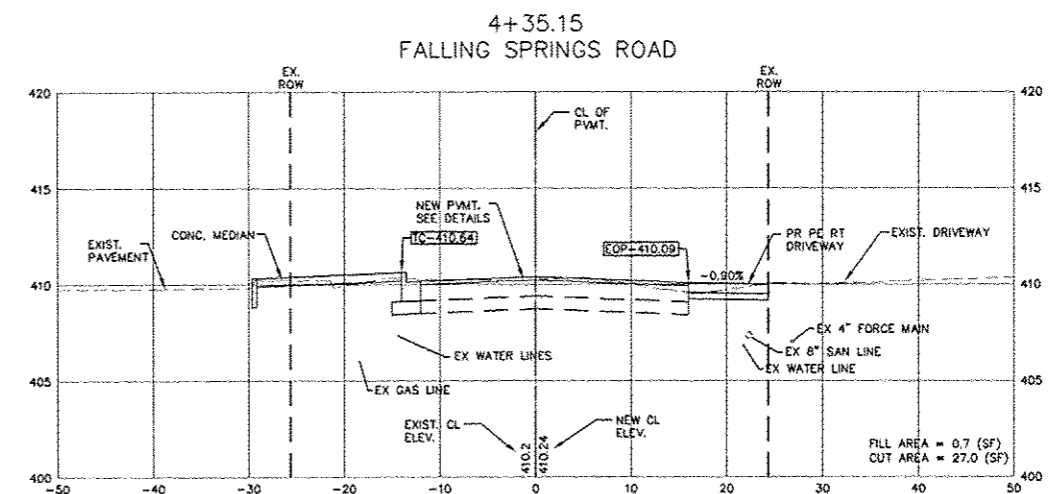 4+35.15
FALLING SPRINGS ROAD
EX.
ROW
EX.
ROW
420
420
CL OF
PVMT.
415
415
NEW PVMT.
SEE DETAILS
TC-410.64
EOP-410.09
PR PE RT
DRIVEWAY
EXIST. DRIVEWAY
CONC. MEDIAN
EXIST.
PAVEMENT
-0.90%
410
410
EX WATER LINES
EX 4" FORCE MAIN
EX 8" SAN LINE
EX WATER LINE
EX GAS LINE
405
405
EXIST. CL
ELEV.
410.2
410.24
NEW CL
ELEV.
FILL AREA = 0.7 (SF)
CUT AREA = 27.0 (SF)
400
400
-50 -40 -30 -20 -10 0 10 20 30 40 50